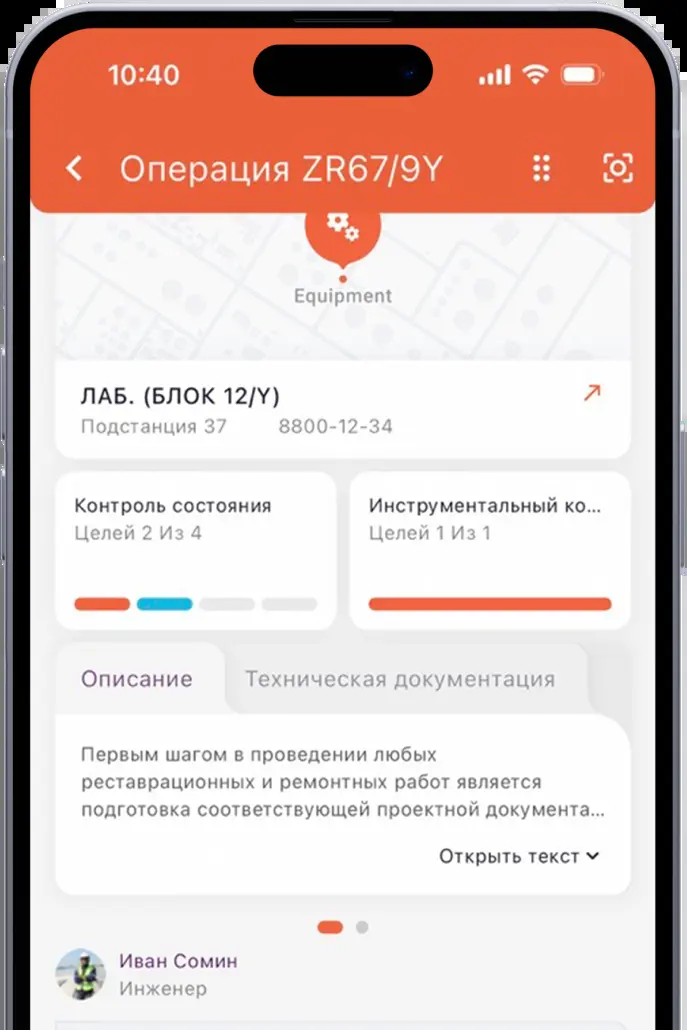 10:40
Операция ZR67/9Y
Equipment
ЛАБ. (БЛОК 12/Y)
Подстанция 37 8800-12-34
Контроль состояния
Целей 2 Из 4
Инструментальный ко...
Целей 1 Из 1
Описание
Техническая документация
Первым шагом в проведении любых
реставрационных и ремонтных работ является
подготовка соответствующей проектной документа...
Открыть текст
Иван Сомин
Инженер